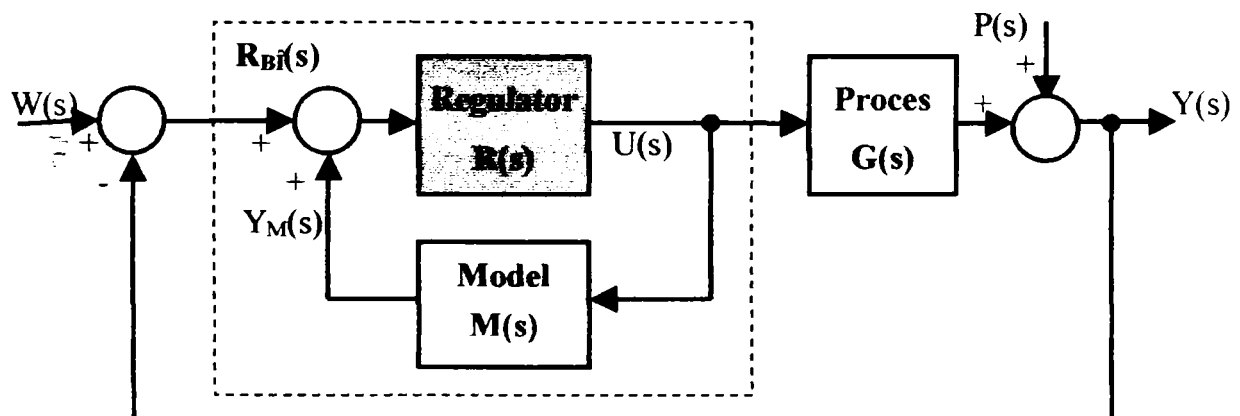 P(s)
R_Bi(s)
+
W(s)
+
-
+
Regulator
R(s)
U(s)
Proces
G(s)
+
Y(s)
-
+
Y_M(s)
Model
M(s)